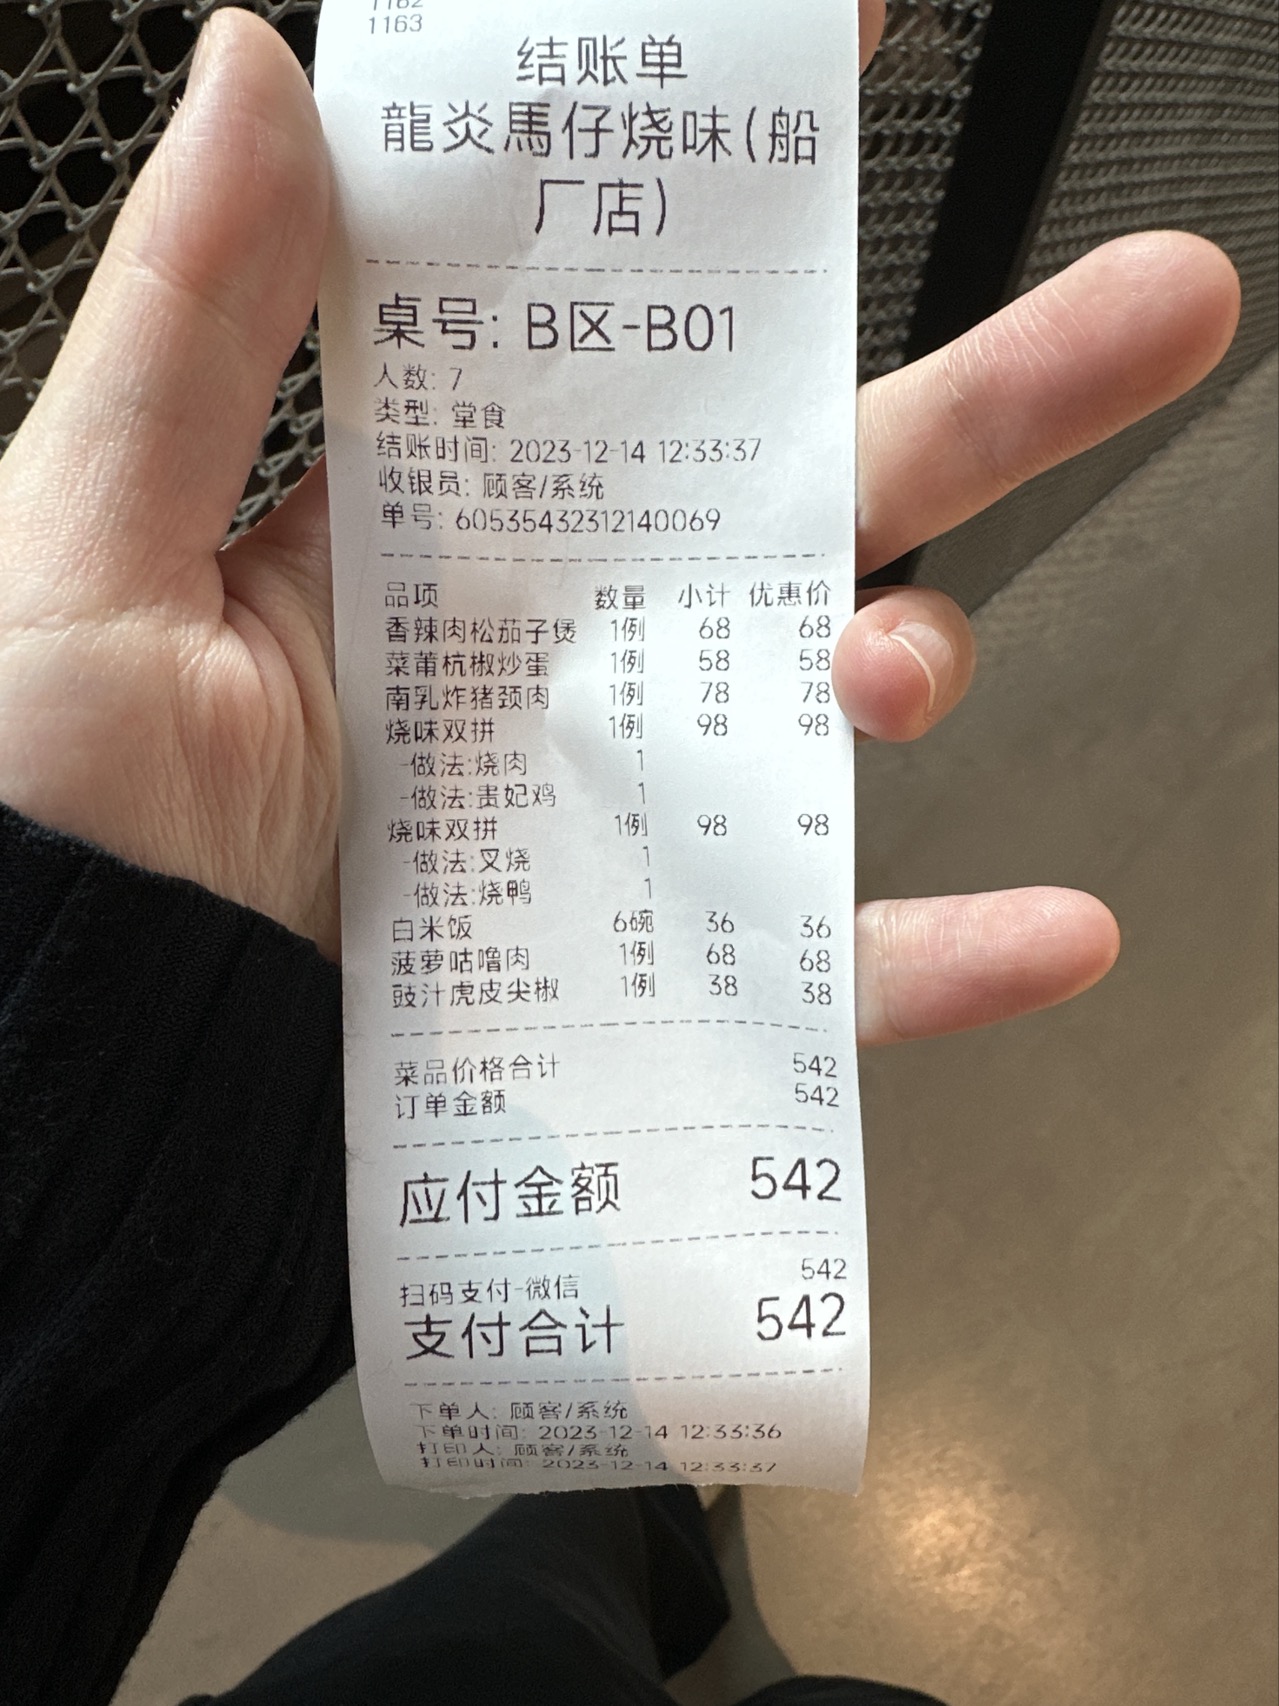 1162
1163
结账单
龍炎馬仔烧味(船
厂店)
桌号: B区-B01
人数: 7
类型: 堂食
结账时间: 2023-12-14 12:33:37
收银员: 顾客/系统
单号: 60535432312140069
品项 数量 小计 优惠价
香辣肉松茄子煲 1例 68 68
菜莆杭椒炒蛋 1例 58 58
南乳炸猪颈肉 1例 78 78
烧味双拼 1例 98 98
-做法:烧肉 1
-做法:贵妃鸡 1
烧味双拼 1例 98 98
-做法:叉烧 1
-做法:烧鸭 1
白米饭 6碗 36 36
菠萝咕噜肉 1例 68 68
豉汁虎皮尖椒 1例 38 38
菜品价格合计 542
订单金额 542
应付金额 542
扫码支付-微信 542
支付合计 542
下单人: 顾客/系统
下单时间: 2023-12-14 12:33:36
打印人: 顾客/系统
打印时间: 2023-12-14 12:33:37